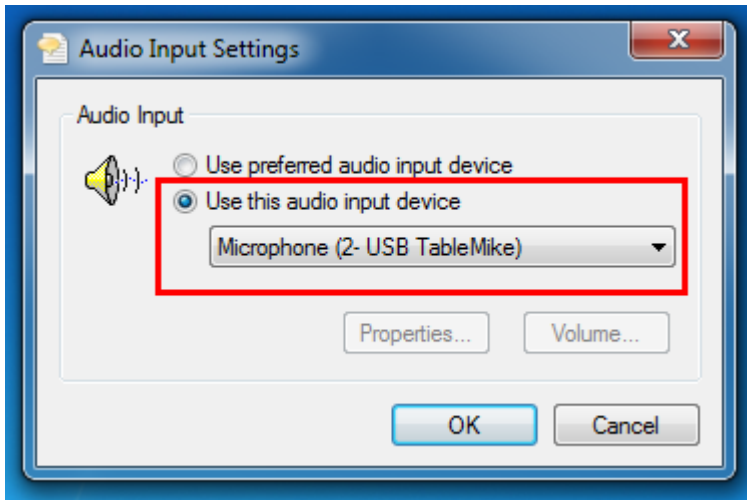 Audio Input Settings
Audio Input
Use preferred audio input device
Use this audio input device
Microphone (2- USB TableMike)
Properties... Volume...
OK Cancel